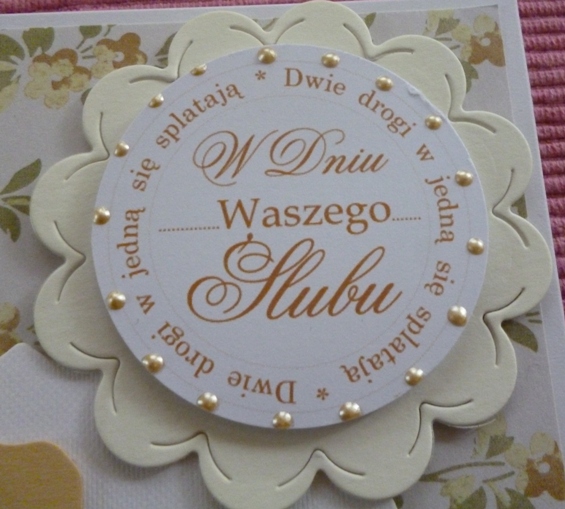 W Dniu
Waszego
Ślubu
* Dwie drogi w jedną się splatają * Dwie drogi w jedną się splatają